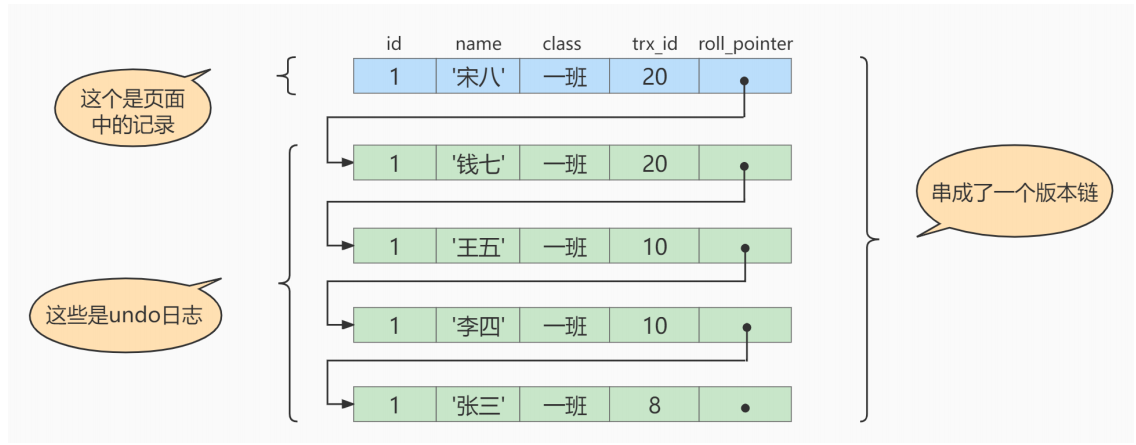 id name class trx_id roll_pointer
1 '宋八' 一班 20
这个是页面
中的记录
1 '钱七' 一班 20
串成了一个版本链
1 '王五' 一班 10
这些是undo日志
1 '李四' 一班 10
1 '张三' 一班 8